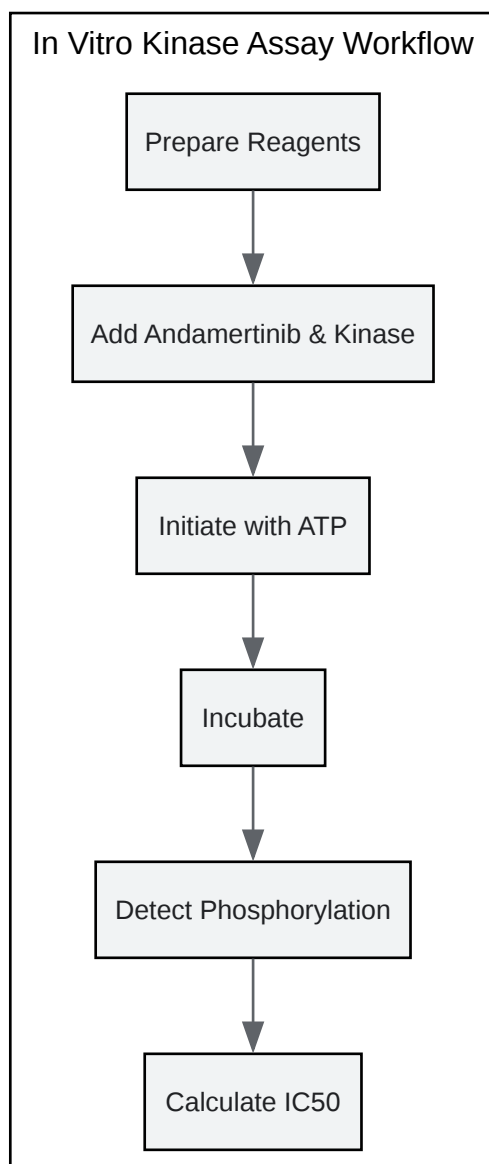 In Vitro Kinase Assay Workflow
Prepare Reagents
Add Andamertinib & Kinase
Initiate with ATP
Incubate
Detect Phosphorylation
Calculate IC50